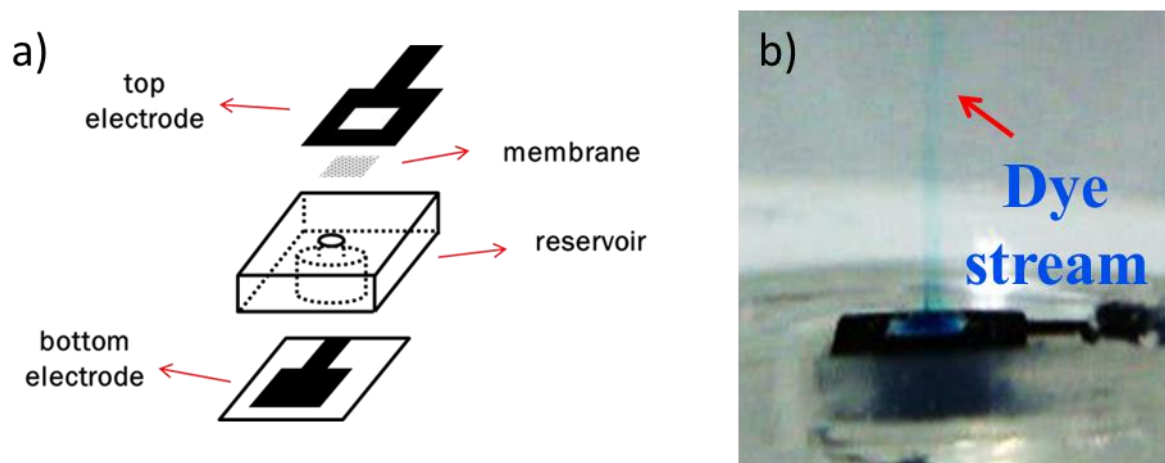 a)
top
electrode
membrane
reservoir
bottom
electrode
b)
Dye
stream